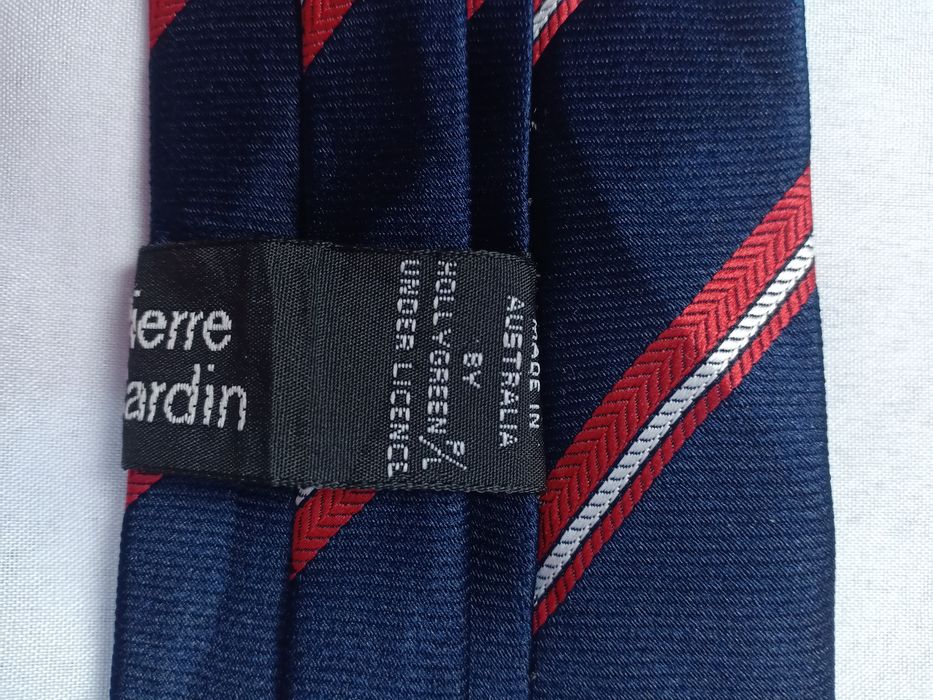 ierre
ardin
MADE IN
AUSTRALIA
BY
HOLLYGREEN P/L
UNDER LICENCE